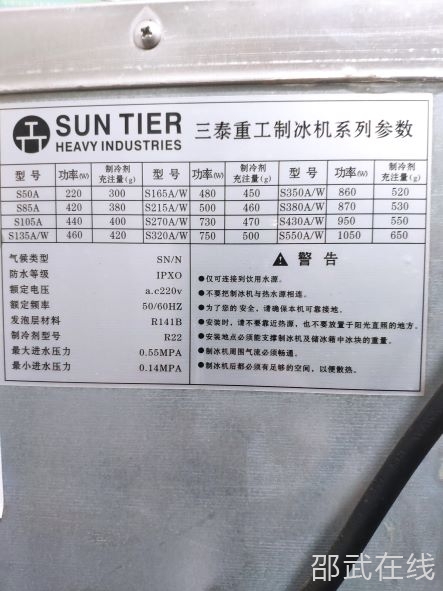 SUN TIER
HEAVY INDUSTRIES
三泰重工制冰机系列参数
型号 功率(W) 制冷剂充注量(g) 型号 功率(W) 制冷剂充注量(g) 型号 功率(W) 制冷剂充注量(g)
S50A 220 300 S165A/W 480 450 S350A/W 860 520
S85A 420 380 S215A/W 500 460 S380A/W 870 530
S105A 440 400 S270A/W 730 470 S430A/W 950 550
S135A/W 460 420 S320A/W 750 500 S550A/W 1050 650
气候类型 SN/N
防水等级 IPXO
额定电压 a.c220v
额定频率 50/60HZ
发泡层材料 R141B
制冷剂型号 R22
最大进水压力 0.55MPA
最小进水压力 0.14MPA
警告
●仅可连接到饮用水源。
●不要把制冰机与热水源相连。
●为了您的安全，请确保本机可靠接地。
●安装时，请不要靠近热源，也不要放置于阳光直照的地方。
●安装地点必须能支撑制冰机及储冰箱中冰块的重量。
●制冰机周围气流必须畅通。
●制冰机后都必须有足够的空间，以便散热。
邵武在线